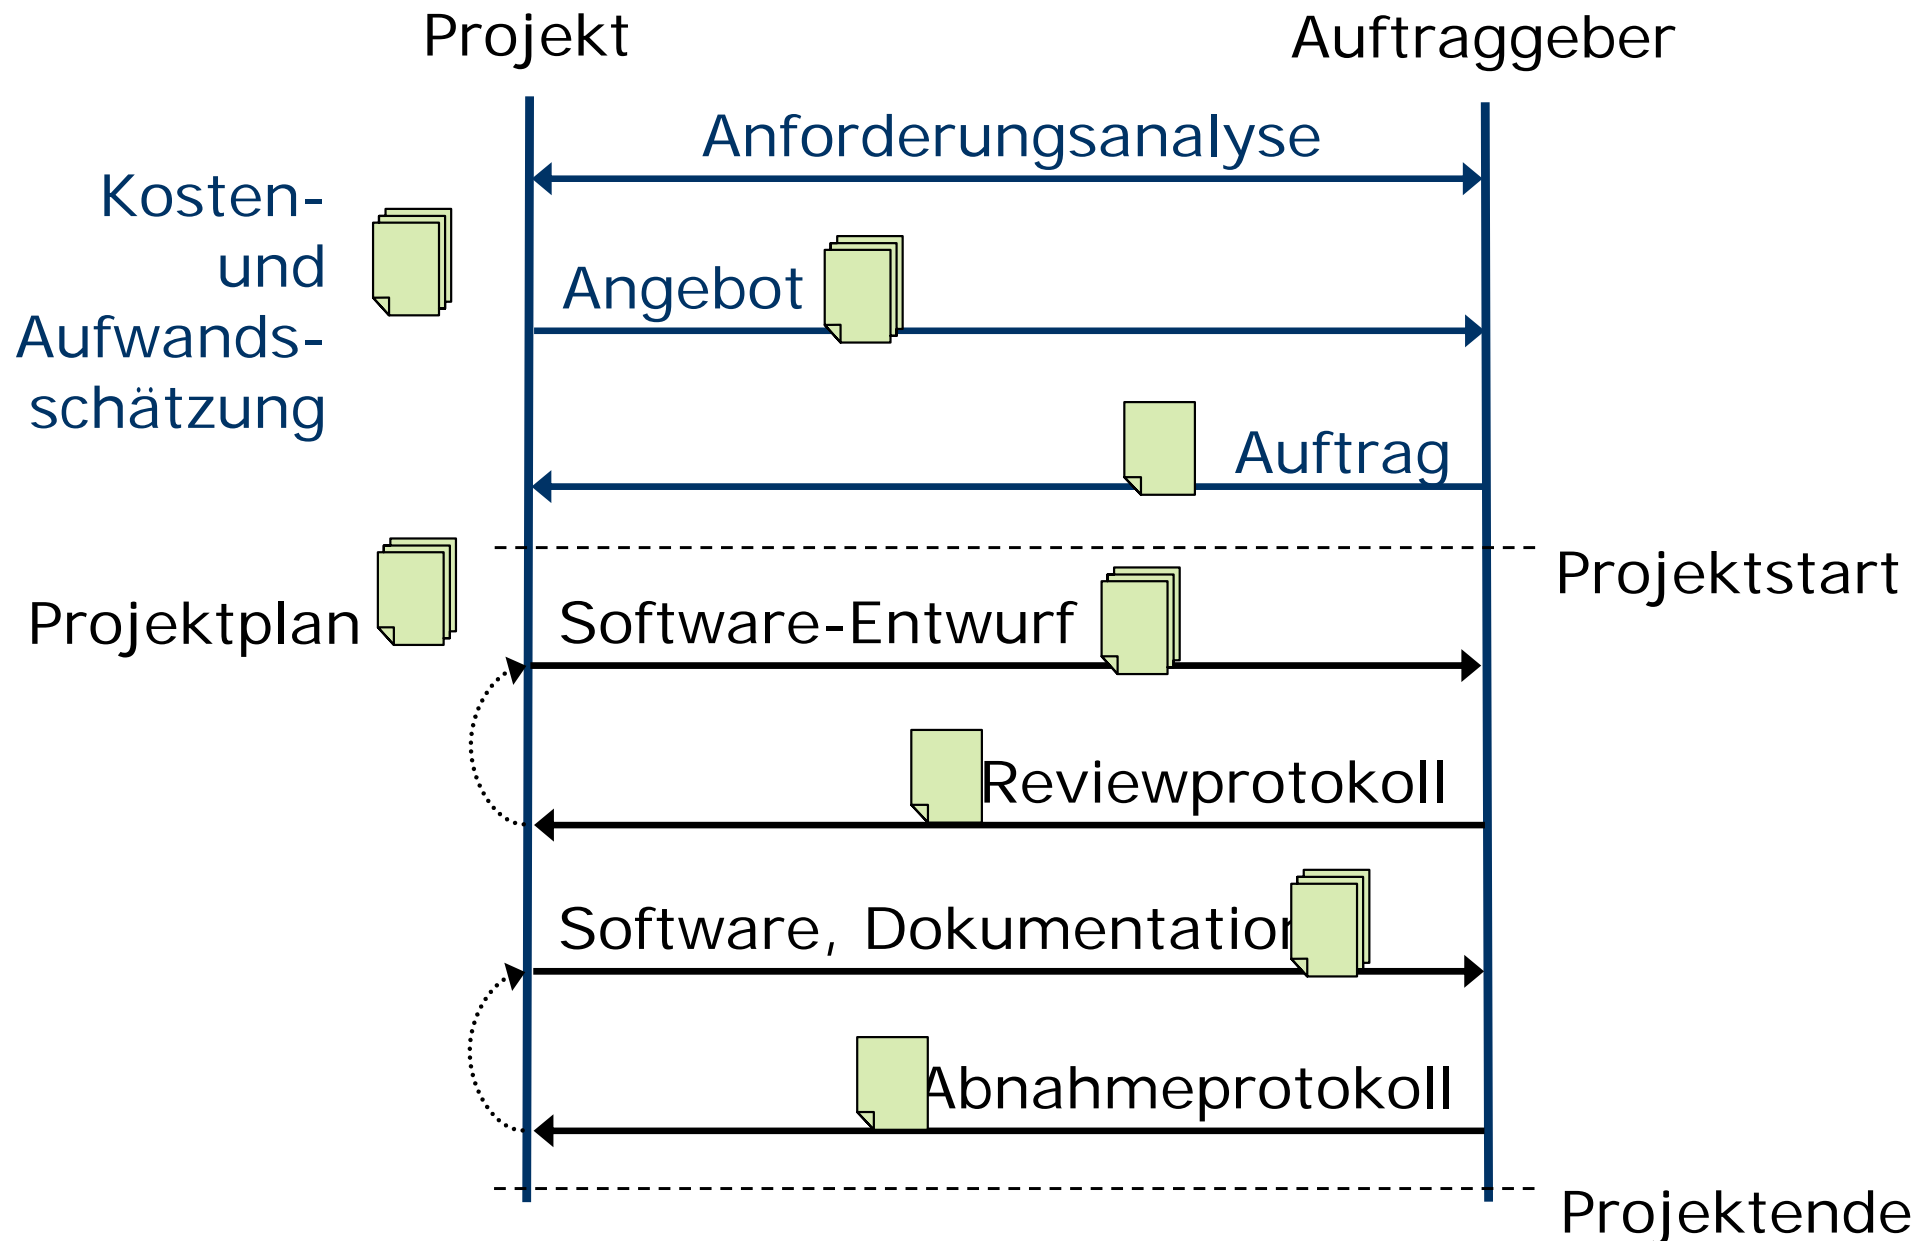 Projekt
Auftraggeber
Anforderungsanalyse
Kosten-
und
Aufwands-
schätzung
Angebot
Auftrag
Projektstart
Projektplan
Software-Entwurf
Reviewprotokoll
Software, Dokumentation
Abnahmeprotokoll
Projektende